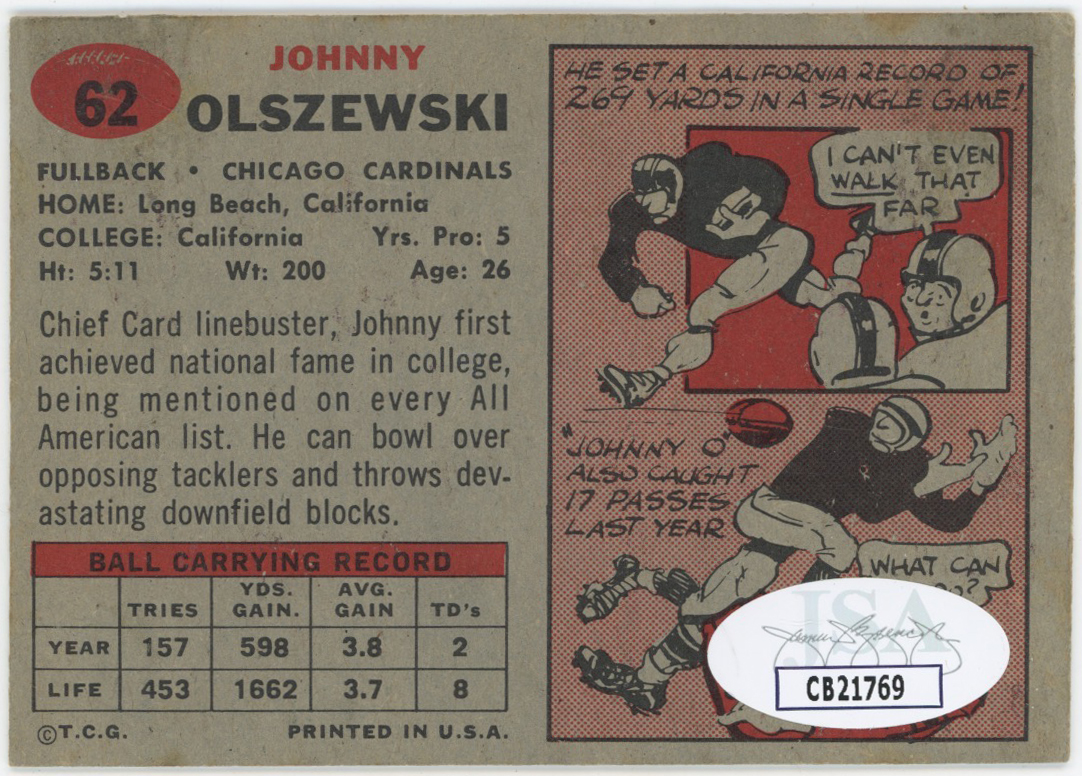 62
JOHNNY
OLSZEWSKI
FULLBACK • CHICAGO CARDINALS
HOME: Long Beach, California
COLLEGE: California Yrs. Pro: 5
Ht: 5:11 Wt: 200 Age: 26
Chief Card linebuster, Johnny first
achieved national fame in college,
being mentioned on every All
American list. He can bowl over
opposing tacklers and throws dev-
astating downfield blocks.
BALL CARRYING RECORD
TRIES YDS. GAIN. AVG. GAIN TD's
YEAR 157 598 3.8 2
LIFE 453 1662 3.7 8
©T.C.G. PRINTED IN U.S.A.
HE SET A CALIFORNIA RECORD OF
269 YARDS IN A SINGLE GAME!
I CAN'T EVEN
WALK THAT
FAR
"JOHNNY O"
ALSO CAUGHT
17 PASSES
LAST YEAR
WHAT CAN
JSA
CB21769